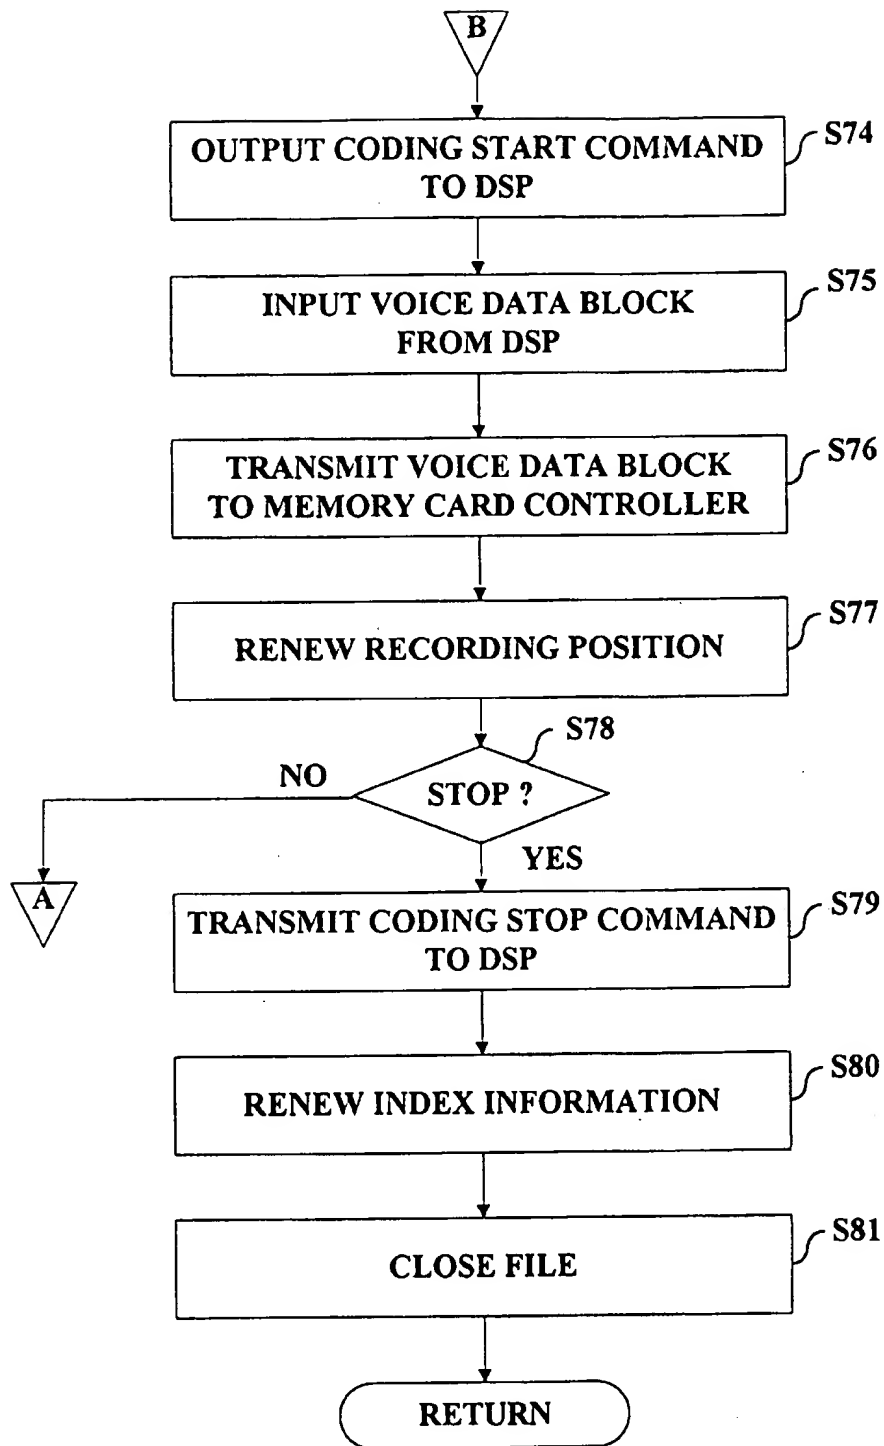 B
S74
OUTPUT CODING START COMMAND
TO DSP
S75
INPUT VOICE DATA BLOCK
FROM DSP
S76
TRANSMIT VOICE DATA BLOCK
TO MEMORY CARD CONTROLLER
S77
RENEW RECORDING POSITION
S78
NO
STOP ?
YES
A
S79
TRANSMIT CODING STOP COMMAND
TO DSP
S80
RENEW INDEX INFORMATION
S81
CLOSE FILE
RETURN